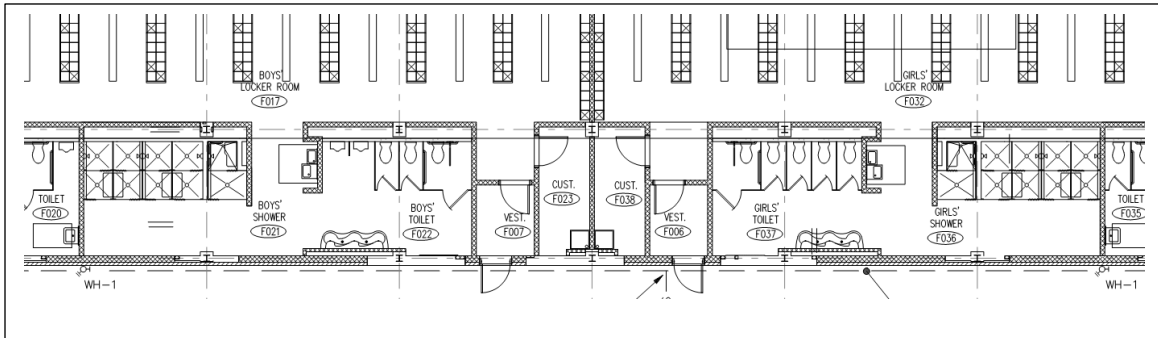 BOYS'
LOCKER ROOM
F017
GIRLS'
LOCKER ROOM
F032
TOILET
F020
BOYS'
SHOWER
F021
BOYS'
TOILET
F022
VEST.
F007
CUST.
F023
CUST.
F038
VEST.
F006
GIRLS'
TOILET
F037
GIRLS'
SHOWER
F036
TOILET
F035
WH-1
WH-1